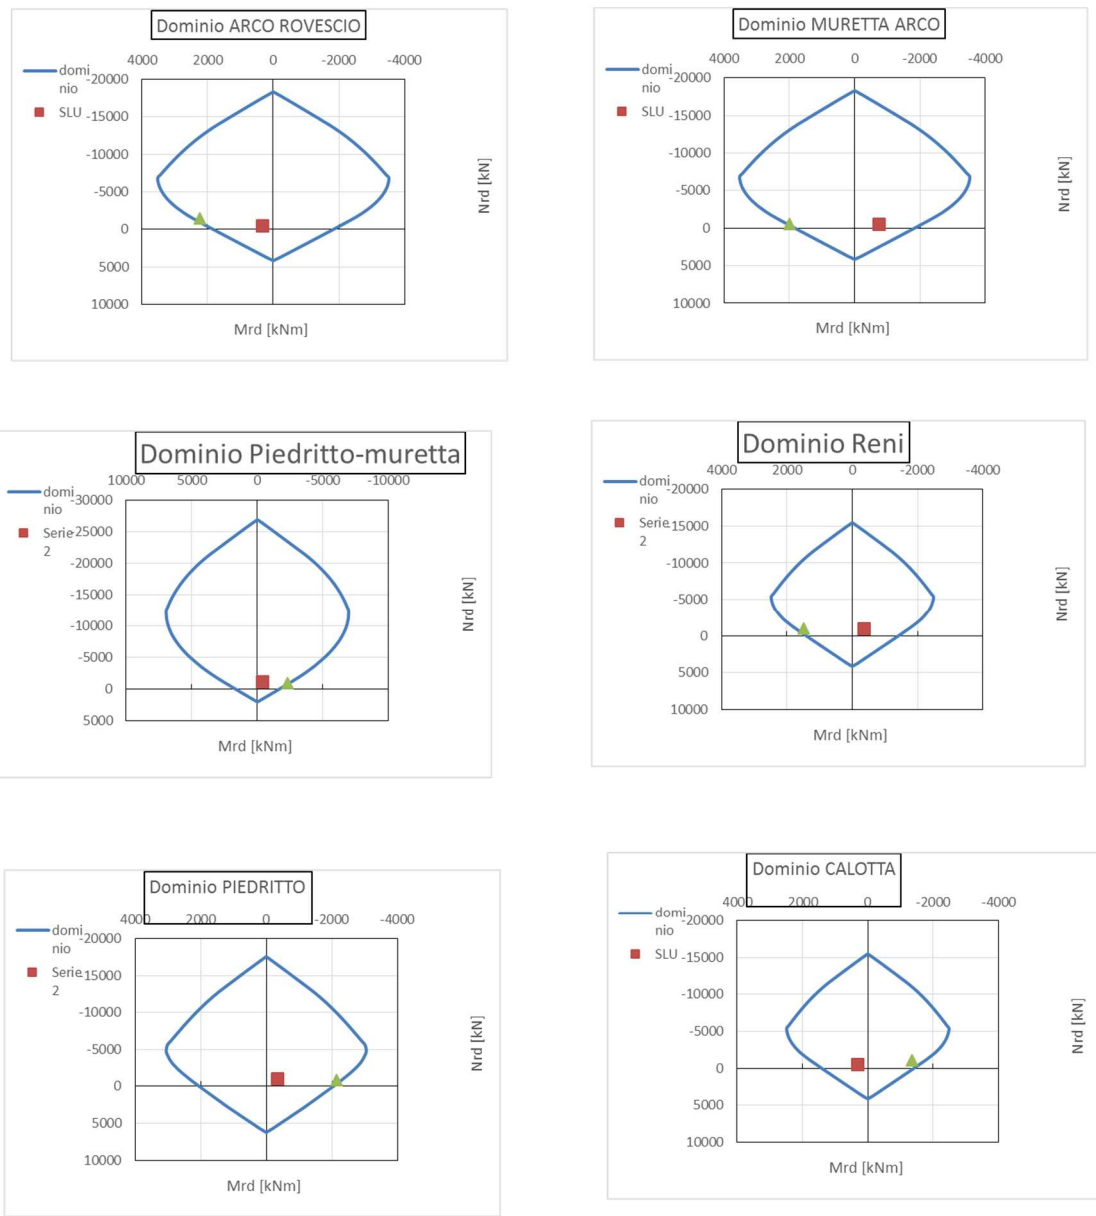 Dominio ARCO ROVESCIO
4000 2000 0 -2000 -4000
domi
nio
SLU
-20000
-15000
-10000
-5000
0
5000
10000
Mrd [kNm]
Nrd [kN]
Dominio MURETTA ARCO
4000 2000 0 -2000 -4000
domi
nio
SLU
-20000
-15000
-10000
-5000
0
5000
10000
Mrd [kNm]
Nrd [kN]
Dominio Piedritto-muretta
10000 5000 0 -5000 -10000
domi
nio
Serie
2
-30000
-25000
-20000
-15000
-10000
-5000
0
5000
Mrd [kNm]
Nrd [kN]
Dominio Reni
4000 2000 0 -2000 -4000
domi
nio
Serie
2
-20000
-15000
-10000
-5000
0
5000
10000
Mrd [kNm]
Nrd [kN]
Dominio PIEDRITTO
4000 2000 0 -2000 -4000
domi
nio
Serie
2
-20000
-15000
-10000
-5000
0
5000
10000
Mrd [kNm]
Nrd [kN]
Dominio CALOTTA
4000 2000 0 -2000 -4000
domi
nio
SLU
-20000
-15000
-10000
-5000
0
5000
10000
Mrd [kNm]
Nrd [kN]